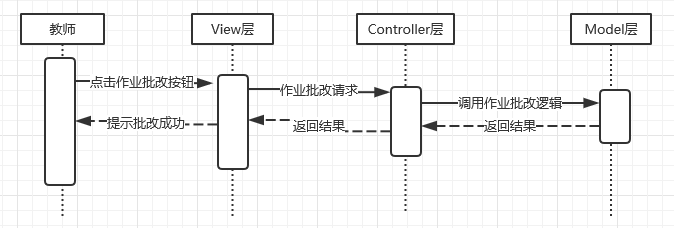 教师
View层
Controller层
Model层
点击作业批改按钮
作业批改请求
调用作业批改逻辑
提示批改成功
返回结果
返回结果